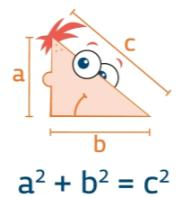 c
a
b
a² + b² = c²